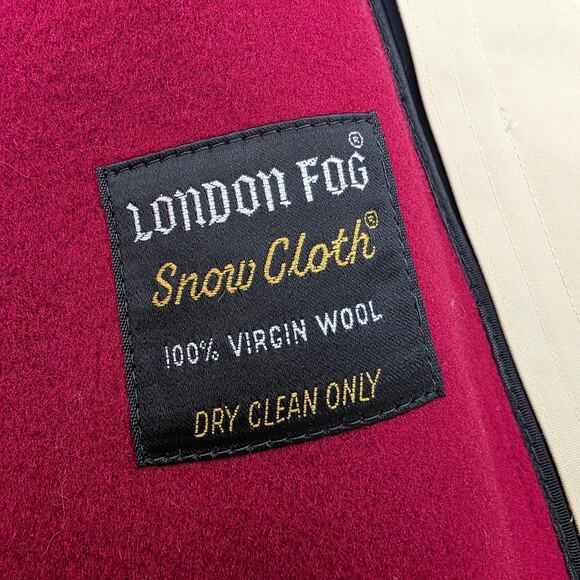 LONDON FOG®
Snow Cloth®
100% VIRGIN WOOL
DRY CLEAN ONLY